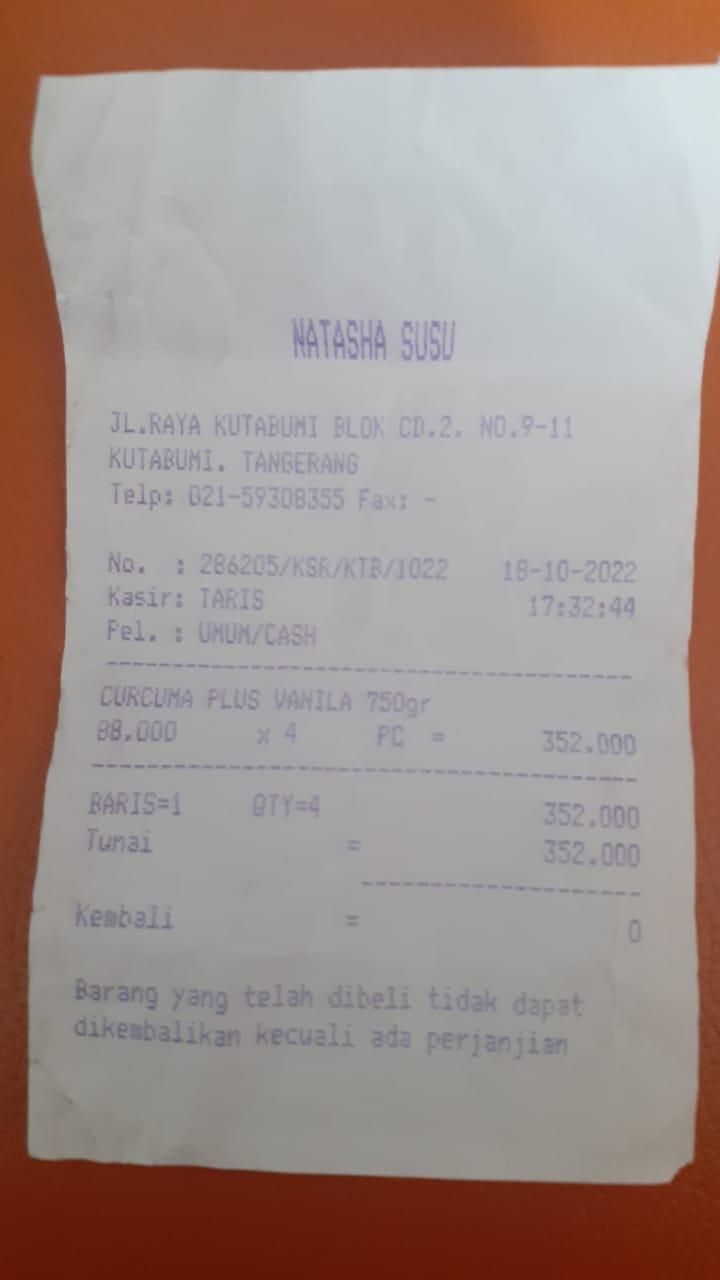 NATASHA SUSU
JL.RAYA KUTABUMI BLOK CD.2. NO.9-11
KUTABUMI. TANGERANG
Telp: 021-59308355 Fax: -
No. : 286205/KSR/KTB/1022 18-10-2022
Kasir: TARIS 17:32:44
Pel. : UMUM/CASH
CURCUMA PLUS VANILA 750gr
88.000 x 4 PC = 352.000
BARIS=1 QTY=4 352.000
Tunai = 352.000
Kembali = 0
Barang yang telah dibeli tidak dapat
dikembalikan kecuali ada perjanjian